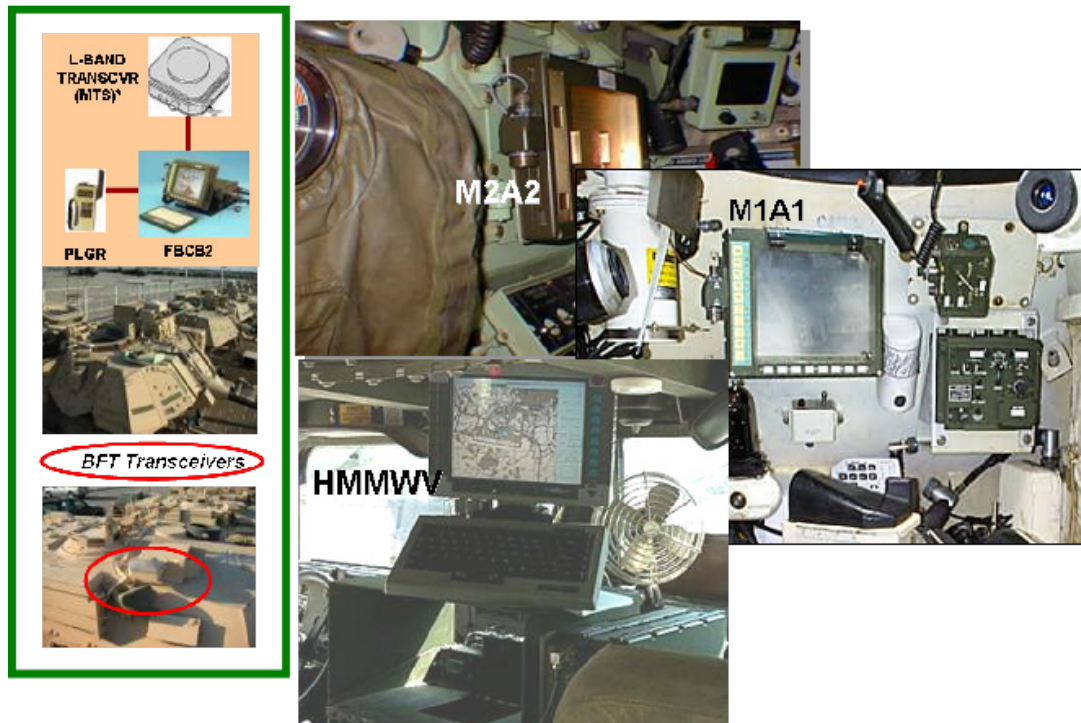 L-BAND
TRANSCVR
(MTS)*
PLGR
FBCB2
BFT Transceivers
M2A2
M1A1
HMMWV